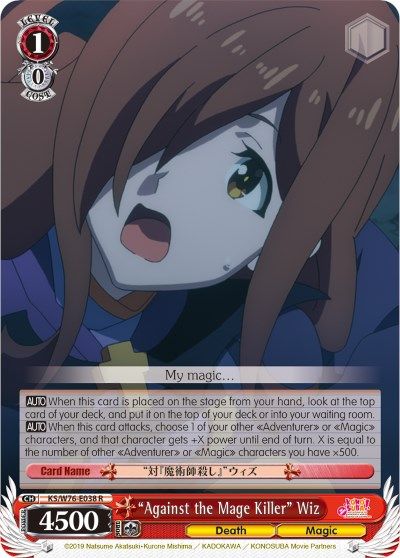 LEVEL
1
0
COST
My magic...
AUTO When this card is placed on the stage from your hand, look at the top
card of your deck, and put it on the top of your deck or into your waiting room.
AUTO When this card attacks, choose 1 of your other «Adventurer» or «Magic»
characters, and that character gets +X power until end of turn. X is equal to
the number of other «Adventurer» or «Magic» characters you have ×500.
Card Name
“対『魔術師殺し』”ウィズ
CH KS/W76-E038 R
POWER 4500
“Against the Mage Killer” Wiz
Death
Magic
©2019 Natsume Akatsuki・Kurone Mishima / KADOKAWA / KONOSUBA Movie Partners